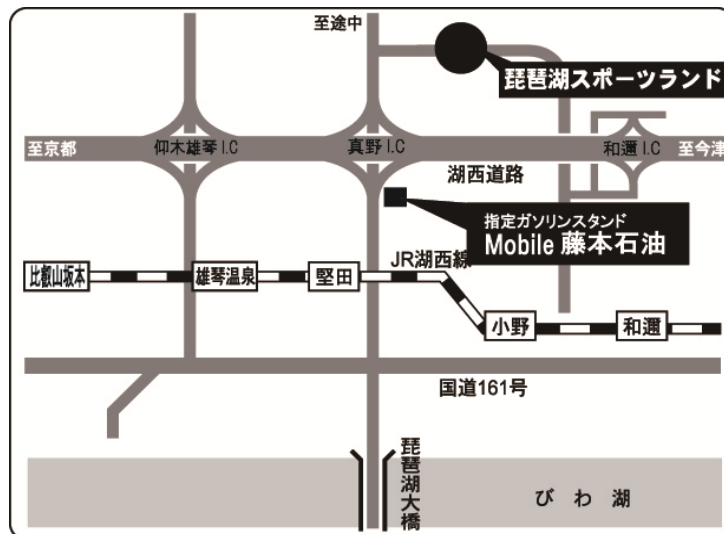 至途中
琵琶湖スポーツランド
至京都
仰木雄琴 I.C
真野 I.C
和邇 I.C
至今津
湖西道路
指定ガソリンスタンド
Mobile 藤本石油
JR湖西線
比叡山坂本
雄琴温泉
堅田
小野
和邇
国道161号
琵琶湖大橋
びわ湖